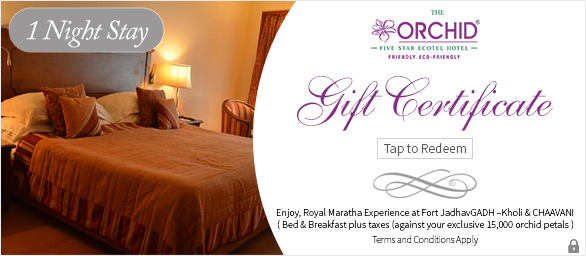 1 Night Stay
THE
ORCHID®
FIVE STAR ECOTEL HOTEL
FRIENDLY. ECO-FRIENDLY
Gift Certificate
Tap to Redeem
Enjoy, Royal Maratha Experience at Fort JadhavGADH –Kholi & CHAAVANI
( Bed & Breakfast plus taxes (against your exclusive 15,000 orchid petals )
Terms and Conditions Apply